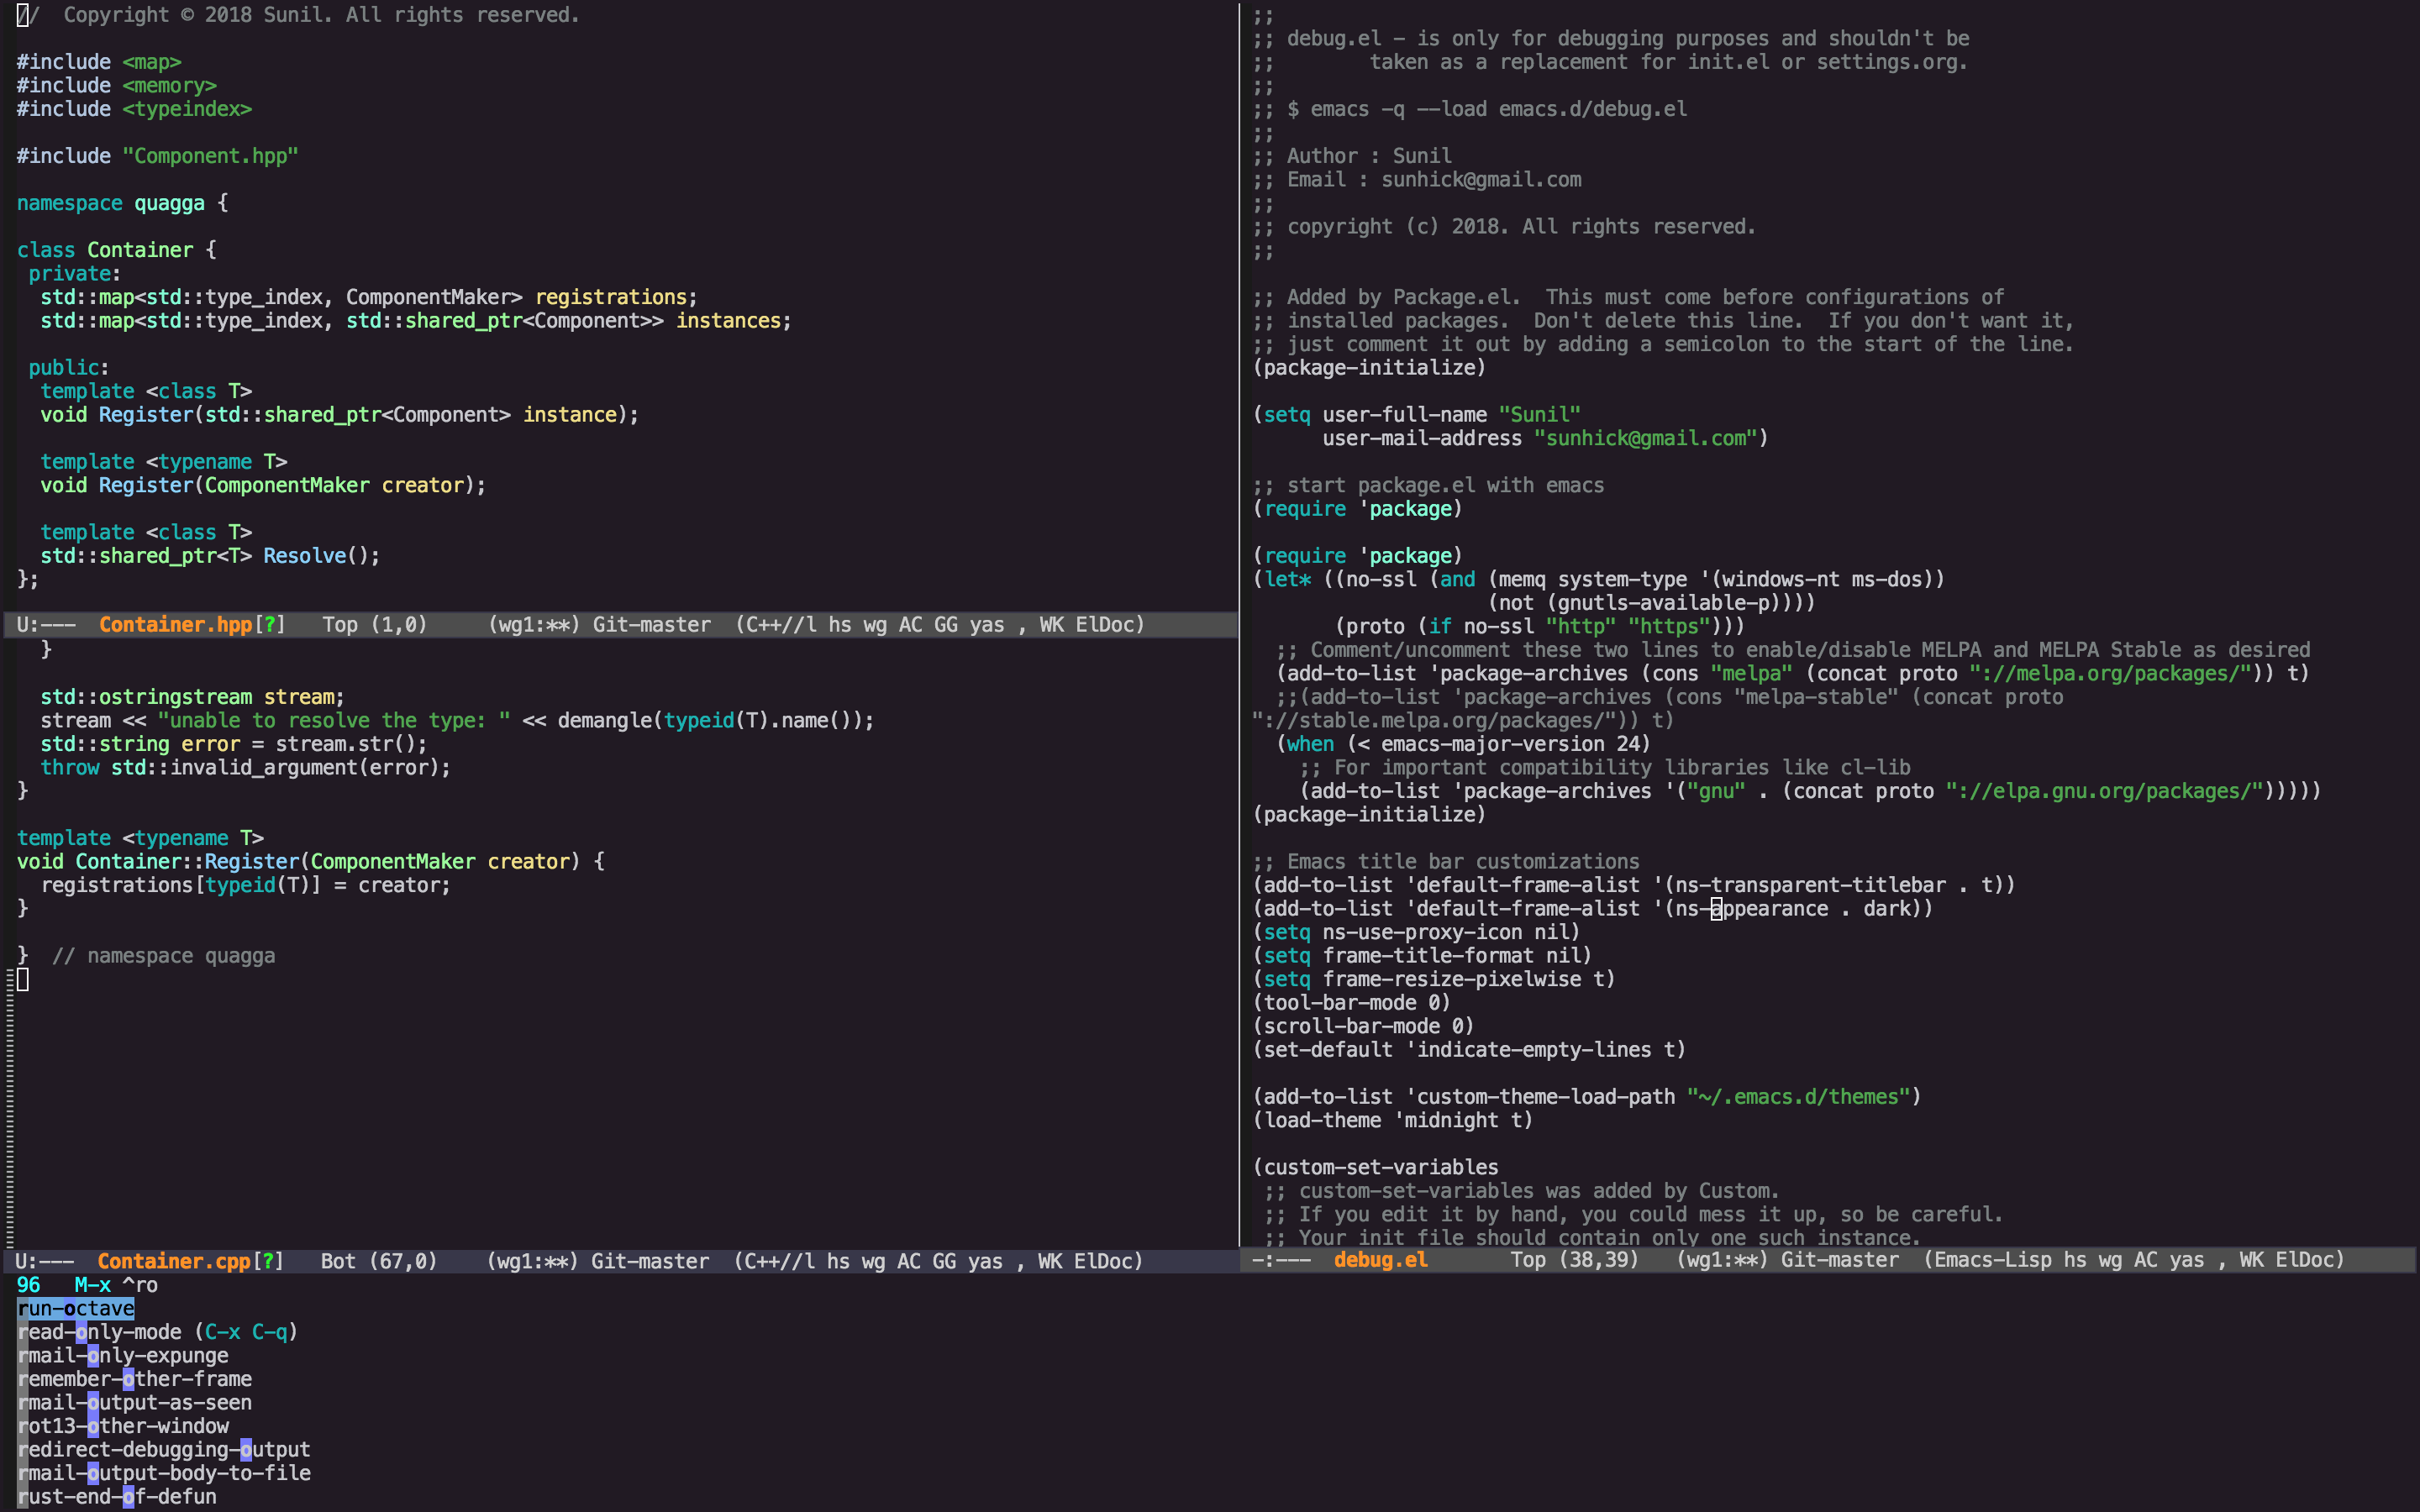 //  Copyright © 2018 Sunil. All rights reserved.

#include <map>
#include <memory>
#include <typeindex>

#include "Component.hpp"

namespace quagga {

class Container {
 private:
  std::map<std::type_index, ComponentMaker> registrations;
  std::map<std::type_index, std::shared_ptr<Component>> instances;

 public:
  template <class T>
  void Register(std::shared_ptr<Component> instance);

  template <typename T>
  void Register(ComponentMaker creator);

  template <class T>
  std::shared_ptr<T> Resolve();
};

U:---  Container.hpp[?]   Top (1,0)     (wg1:**) Git-master  (C++//l hs wg AC GG yas , WK ElDoc)
  }

  std::ostringstream stream;
  stream << "unable to resolve the type: " << demangle(typeid(T).name());
  std::string error = stream.str();
  throw std::invalid_argument(error);
}

template <typename T>
void Container::Register(ComponentMaker creator) {
  registrations[typeid(T)] = creator;
}

}  // namespace quagga

U:---  Container.cpp[?]   Bot (67,0)    (wg1:**) Git-master  (C++//l hs wg AC GG yas , WK ElDoc)
;;
;; debug.el - is only for debugging purposes and shouldn't be
;;        taken as a replacement for init.el or settings.org.
;;
;; $ emacs -q --load emacs.d/debug.el
;;
;; Author : Sunil
;; Email : sunhick@gmail.com
;;
;; copyright (c) 2018. All rights reserved.
;;

;; Added by Package.el.  This must come before configurations of
;; installed packages.  Don't delete this line.  If you don't want it,
;; just comment it out by adding a semicolon to the start of the line.
(package-initialize)

(setq user-full-name "Sunil"
      user-mail-address "sunhick@gmail.com")

;; start package.el with emacs
(require 'package)

(require 'package)
(let* ((no-ssl (and (memq system-type '(windows-nt ms-dos))
                    (not (gnutls-available-p))))
       (proto (if no-ssl "http" "https")))
  ;; Comment/uncomment these two lines to enable/disable MELPA and MELPA Stable as desired
  (add-to-list 'package-archives (cons "melpa" (concat proto "://melpa.org/packages/")) t)
  ;;(add-to-list 'package-archives (cons "melpa-stable" (concat proto
"://stable.melpa.org/packages/")) t)
  (when (< emacs-major-version 24)
    ;; For important compatibility libraries like cl-lib
    (add-to-list 'package-archives '("gnu" . (concat proto "://elpa.gnu.org/packages/")))))
(package-initialize)

;; Emacs title bar customizations
(add-to-list 'default-frame-alist '(ns-transparent-titlebar . t))
(add-to-list 'default-frame-alist '(ns-appearance . dark))
(setq ns-use-proxy-icon nil)
(setq frame-title-format nil)
(setq frame-resize-pixelwise t)
(tool-bar-mode 0)
(scroll-bar-mode 0)
(set-default 'indicate-empty-lines t)

(add-to-list 'custom-theme-load-path "~/.emacs.d/themes")
(load-theme 'midnight t)

(custom-set-variables
 ;; custom-set-variables was added by Custom.
 ;; If you edit it by hand, you could mess it up, so be careful.
 ;; Your init file should contain only one such instance.
-:---  debug.el       Top (38,39)   (wg1:**) Git-master  (Emacs-Lisp hs wg AC yas , WK ElDoc)
96   M-x ^ro
run-octave
read-only-mode (C-x C-q)
rmail-only-expunge
remember-other-frame
rmail-output-as-seen
rot13-other-window
redirect-debugging-output
rmail-output-body-to-file
rust-end-of-defun